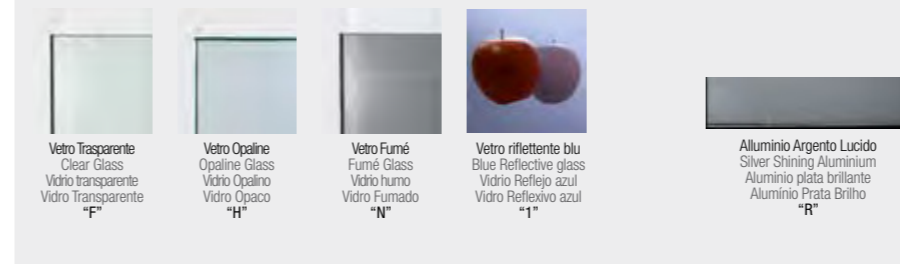 Vetro Trasparente
Clear Glass
Vidrio transparente
Vidro Transparente
“F”
Vetro Opaline
Opaline Glass
Vidrio Opalino
Vidro Opaco
“H”
Vetro Fumé
Fumé Glass
Vidrio humo
Vidro Fumado
“N”
Vetro riflettente blu
Blue Reflective glass
Vidrio Reflejo azul
Vidro Reflexivo azul
“1”
Alluminio Argento Lucido
Silver Shining Aluminium
Aluminio plata brillante
Alumínio Prata Brilho
“R”